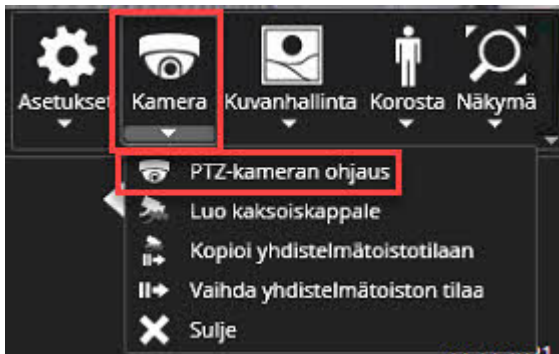 Asetukset Kamera Kuvanhallinta Korosta Näkymä
PTZ-kameran ohjaus
Luo kaksoiskappale
Kopioi yhdistelmätoistotilaan
Vaihda yhdistelmätoiston tilaa
Sulje